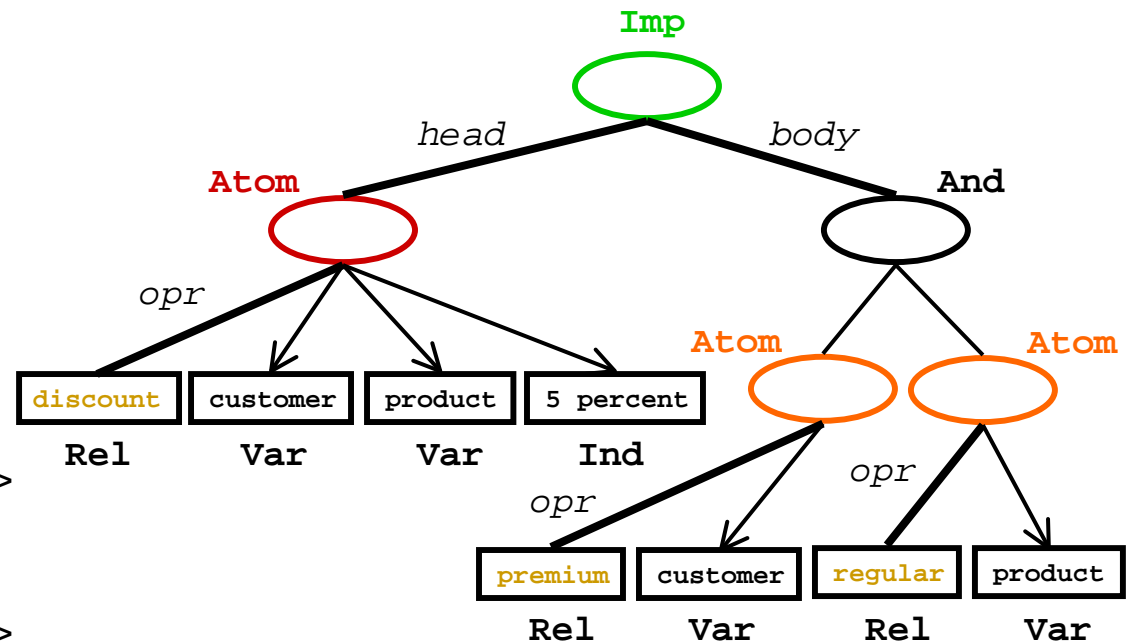 Imp
head body
Atom And
opr
Atom Atom
discount customer product 5 percent
Rel Var Var Ind
>
opr opr
premium customer regular product
Rel Var Rel Var
>